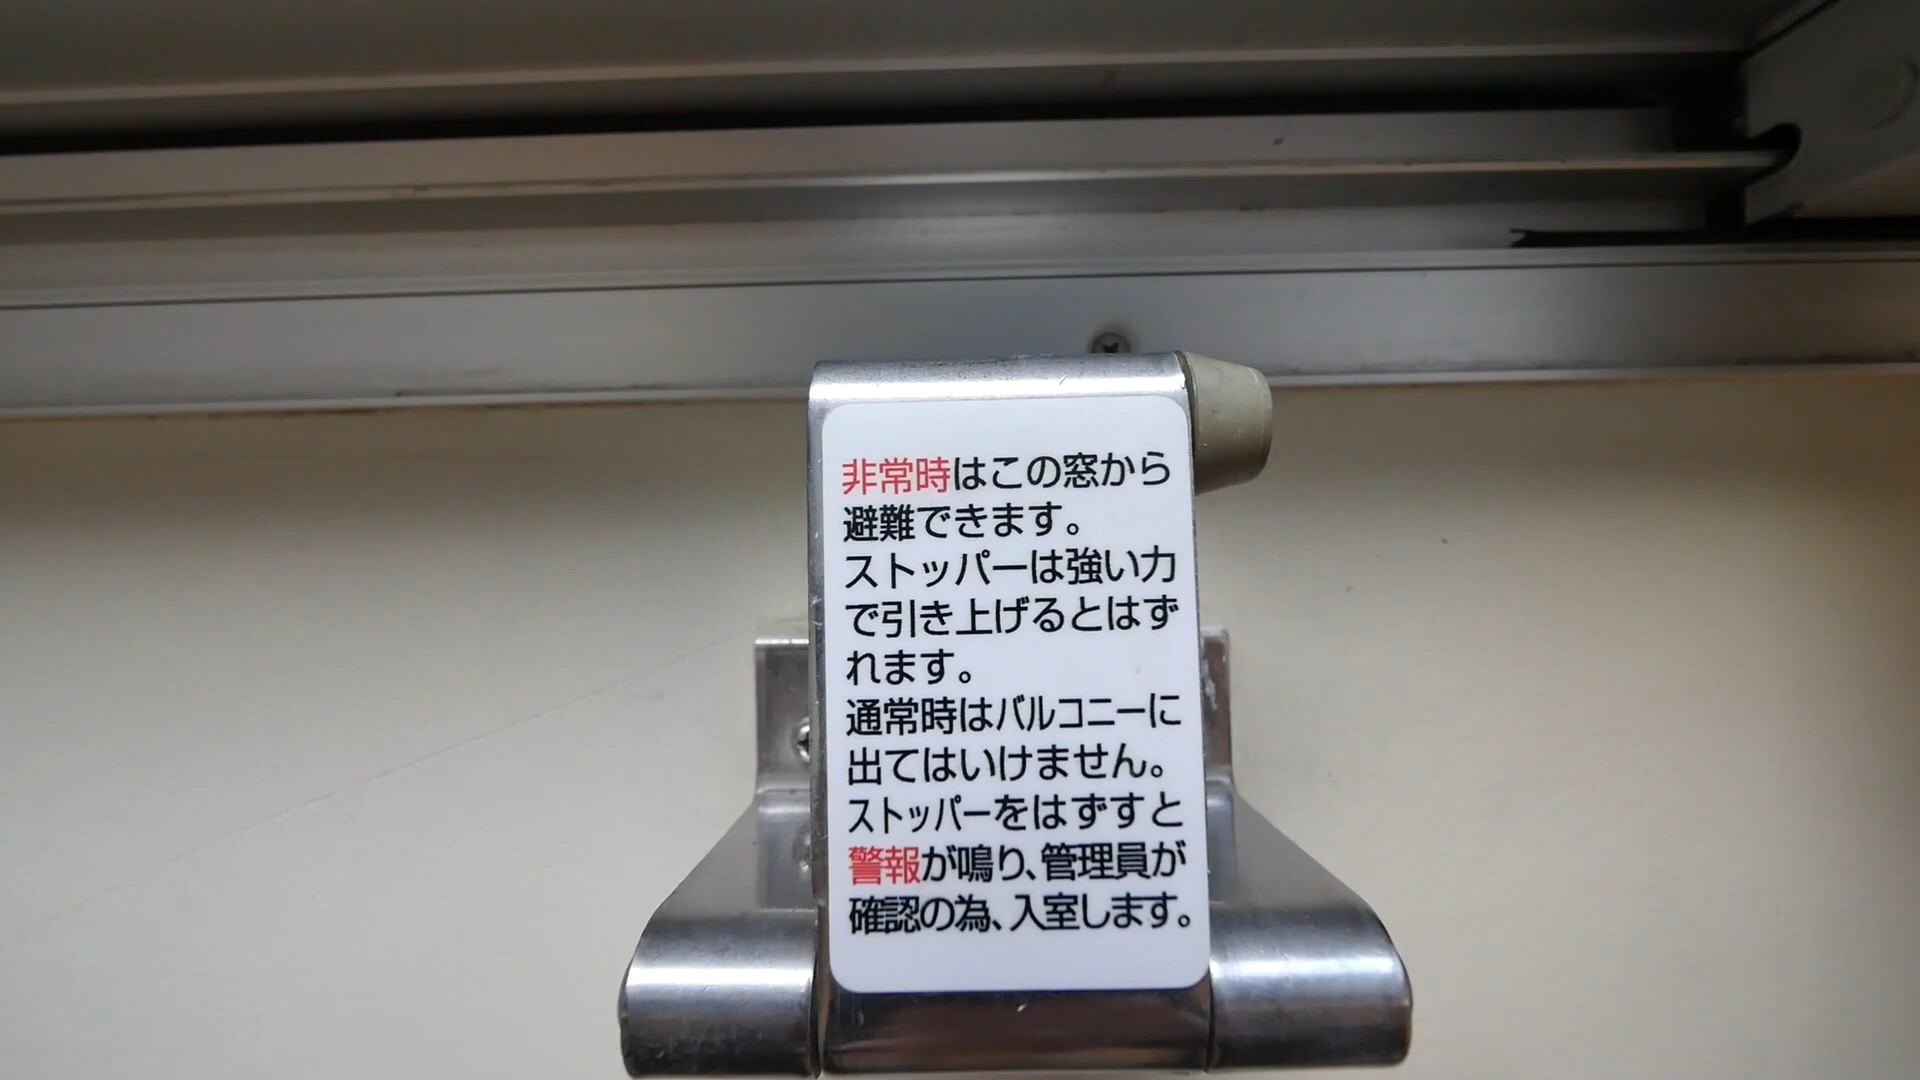 非常時はこの窓から
避難できます。
ストッパーは強い力
で引き上げるとはず
れます。
通常時はバルコニーに
出てはいけません。
ストッパーをはずすと
警報が鳴り、管理員が
確認の為、入室します。